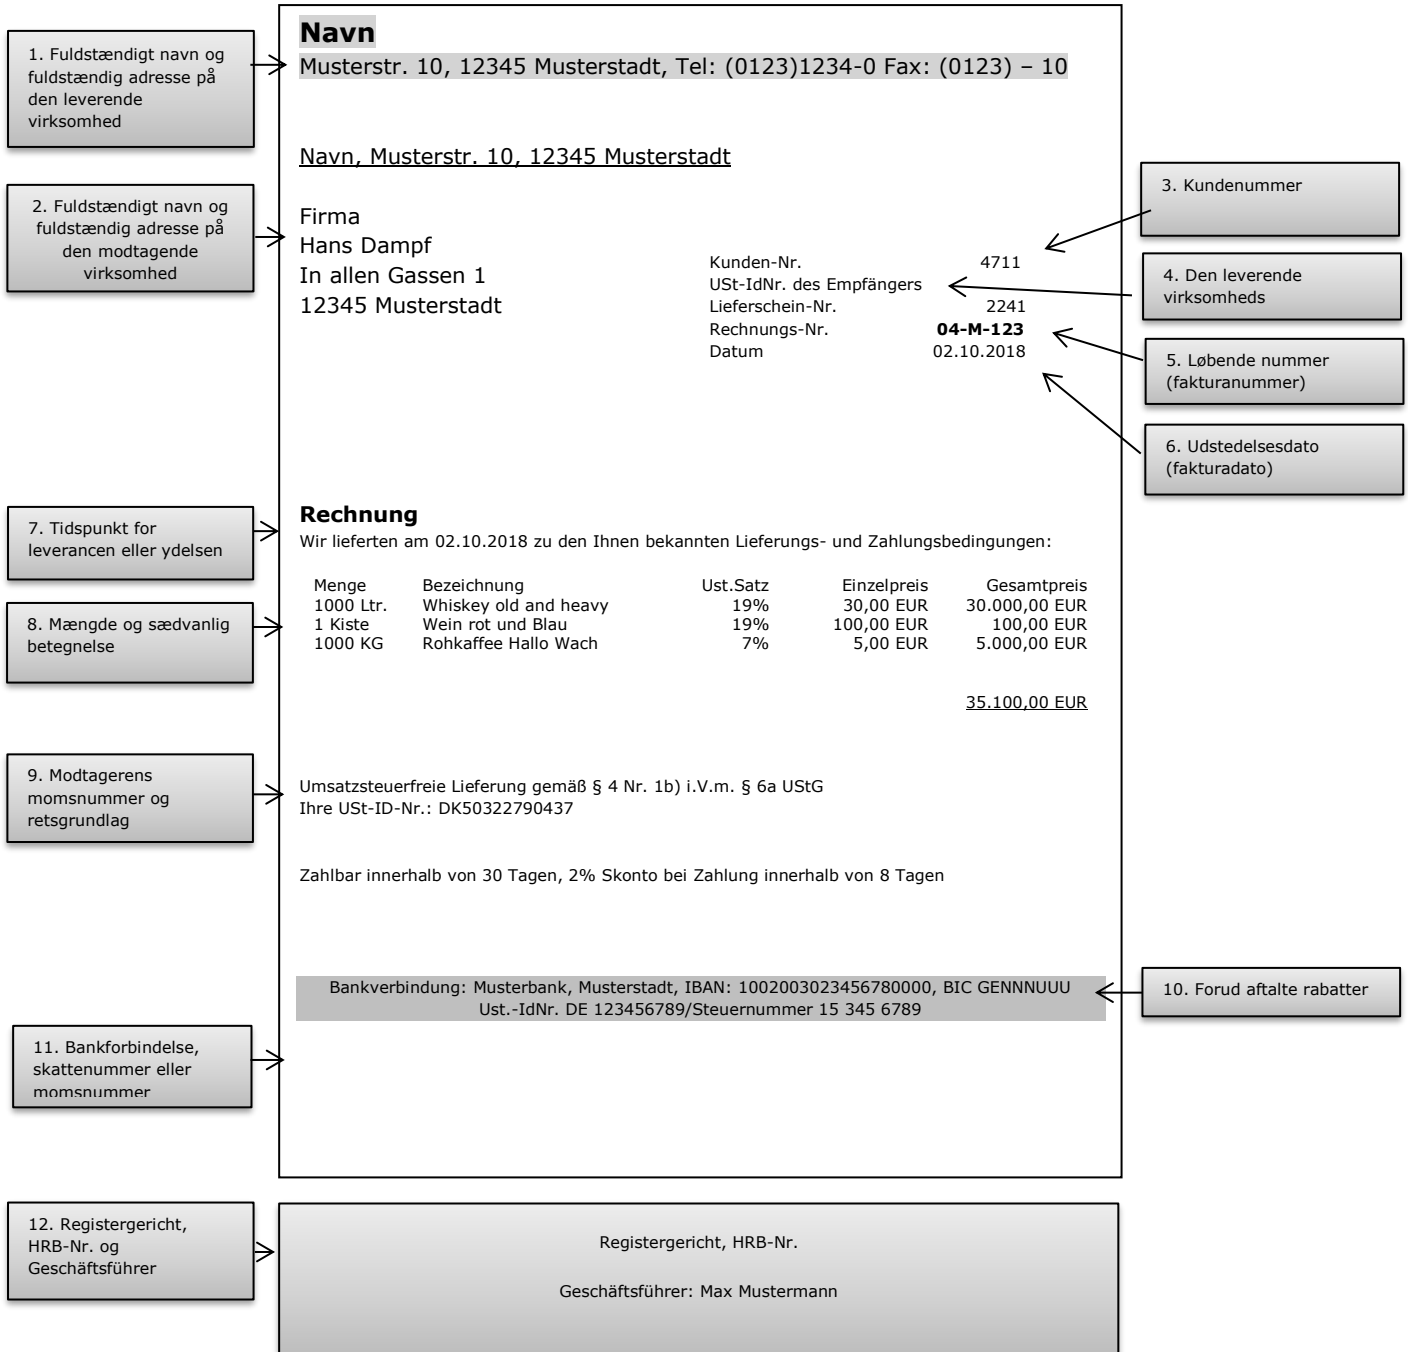 Navn
1. Fuldstændigt navn og
fuldstændig adresse på
den leverende
virksomhed
Musterstr. 10, 12345 Musterstadt, Tel: (0123)1234-0 Fax: (0123) – 10
Navn, Musterstr. 10, 12345 Musterstadt
2. Fuldstændigt navn og
fuldstændig adresse på
den modtagende
virksomhed
Firma
Hans Dampf
In allen Gassen 1
12345 Musterstadt
3. Kundenummer
Kunden-Nr. 4711
USt-IdNr. des Empfängers
Lieferschein-Nr. 2241
Rechnungs-Nr. 04-M-123
Datum 02.10.2018
4. Den leverende
virksomheds
5. Løbende nummer
(fakturanummer)
6. Udstedelsesdato
(fakturadato)
7. Tidspunkt for
leverancen eller ydelsen
Rechnung
Wir lieferten am 02.10.2018 zu den Ihnen bekannten Lieferungs- und Zahlungsbedingungen:
8. Mængde og sædvanlig
betegnelse
Menge Bezeichnung Ust.Satz Einzelpreis Gesamtpreis
1000 Ltr. Whiskey old and heavy 19% 30,00 EUR 30.000,00 EUR
1 Kiste Wein rot und Blau 19% 100,00 EUR 100,00 EUR
1000 KG Rohkaffee Hallo Wach 7% 5,00 EUR 5.000,00 EUR
35.100,00 EUR
9. Modtagerens
momsnummer og
retsgrundlag
Umsatzsteuerfreie Lieferung gemäß § 4 Nr. 1b) i.V.m. § 6a UStG
Ihre USt-ID-Nr.: DK50322790437
Zahlbar innerhalb von 30 Tagen, 2% Skonto bei Zahlung innerhalb von 8 Tagen
Bankverbindung: Musterbank, Musterstadt, IBAN: 1002003023456780000, BIC GENNNUUU
Ust.-IdNr. DE 123456789/Steuernummer 15 345 6789
10. Forud aftalte rabatter
11. Bankforbindelse,
skattenummer eller
momsnummer
12. Registergericht,
HRB-Nr. og
Geschäftsführer
Registergericht, HRB-Nr.
Geschäftsführer: Max Mustermann